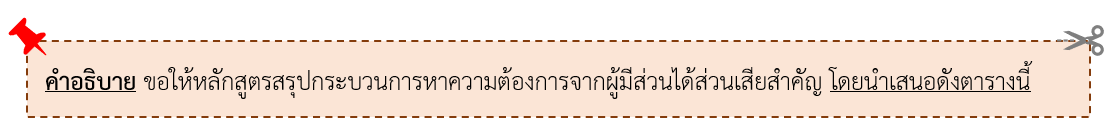 คำอธิบาย ขอให้หลักสูตรสรุปกระบวนการหาความต้องการจากผู้มีส่วนได้ส่วนเสียสำคัญ โดยนำเสนอดังตารางนี้